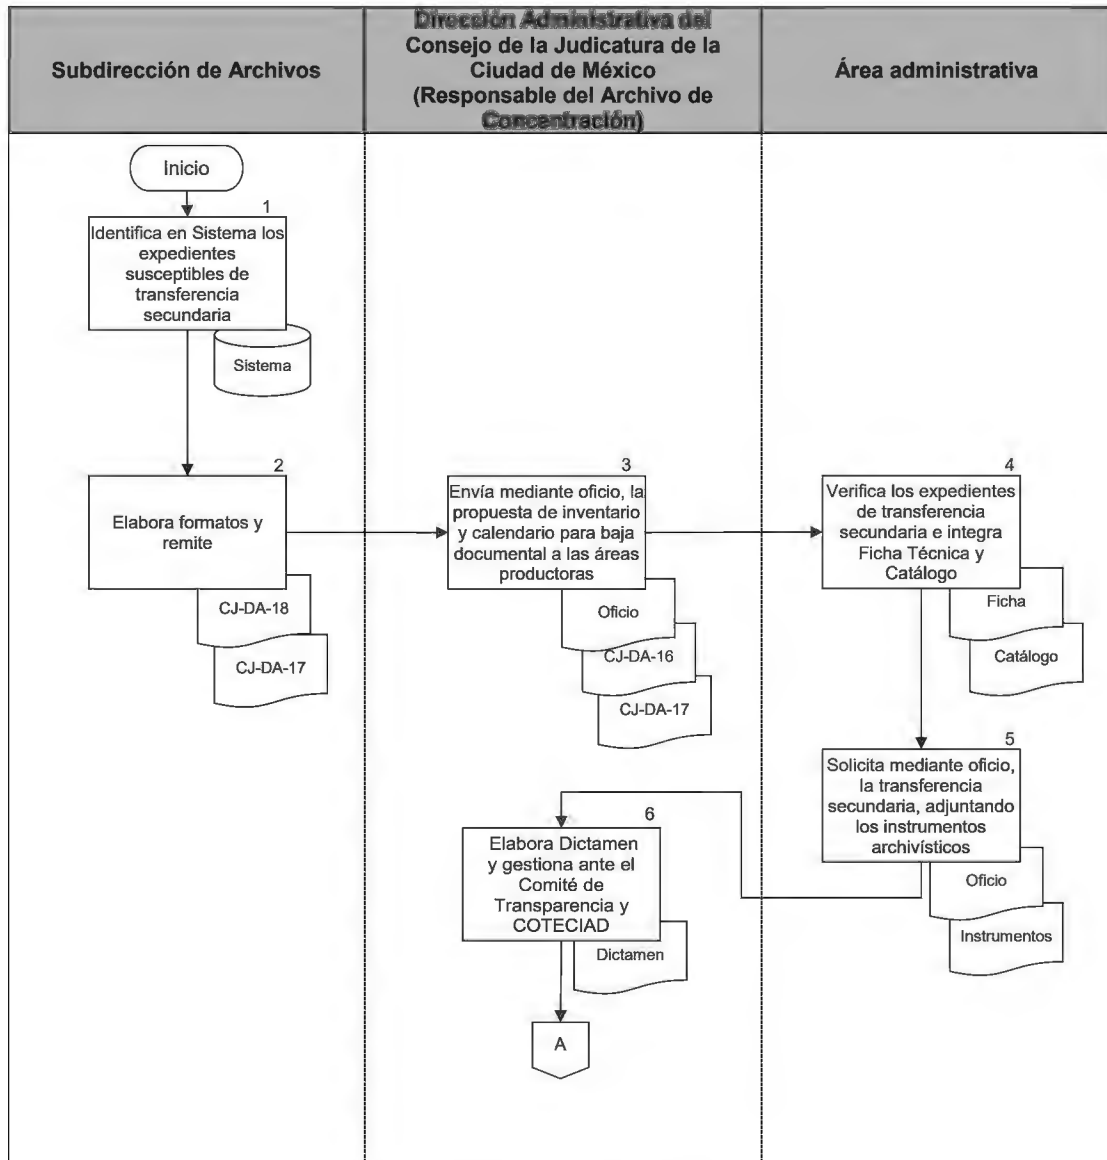 Subdirección de Archivos
Dirección Administrativa del
Consejo de la Judicatura de la
Ciudad de México
(Responsable del Archivo de
Concentración)
Área administrativa
Inicio
1
Identifica en Sistema los
expedientes
susceptibles de
transferencia
secundaria
Sistema
2
Elabora formatos y
remite
CJ-DA-18
CJ-DA-17
3
Envía mediante oficio, la
propuesta de inventario
y calendario para baja
documental a las áreas
productoras
Oficio
CJ-DA-16
CJ-DA-17
4
Verifica los expedientes
de transferencia
secundaria e integra
Ficha Técnica y
Catálogo
Ficha
Catálogo
5
Solicita mediante oficio,
la transferencia
secundaria, adjuntando
los instrumentos
archivísticos
Oficio
Instrumentos
6
Elabora Dictamen
y gestiona ante el
Comité de
Transparencia y
COTECIAD
Dictamen
A